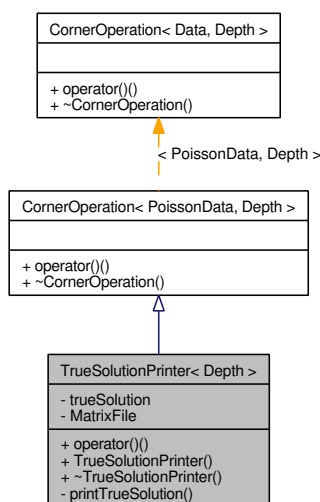 CornerOperation< Data, Depth >
+ operator()()
+ ~CornerOperation()
< PoissonData, Depth >
CornerOperation< PoissonData, Depth >
+ operator()()
+ ~CornerOperation()
TrueSolutionPrinter< Depth >
- trueSolution
- MatrixFile
+ operator()()
+ TrueSolutionPrinter()
+ ~TrueSolutionPrinter()
- printTrueSolution()